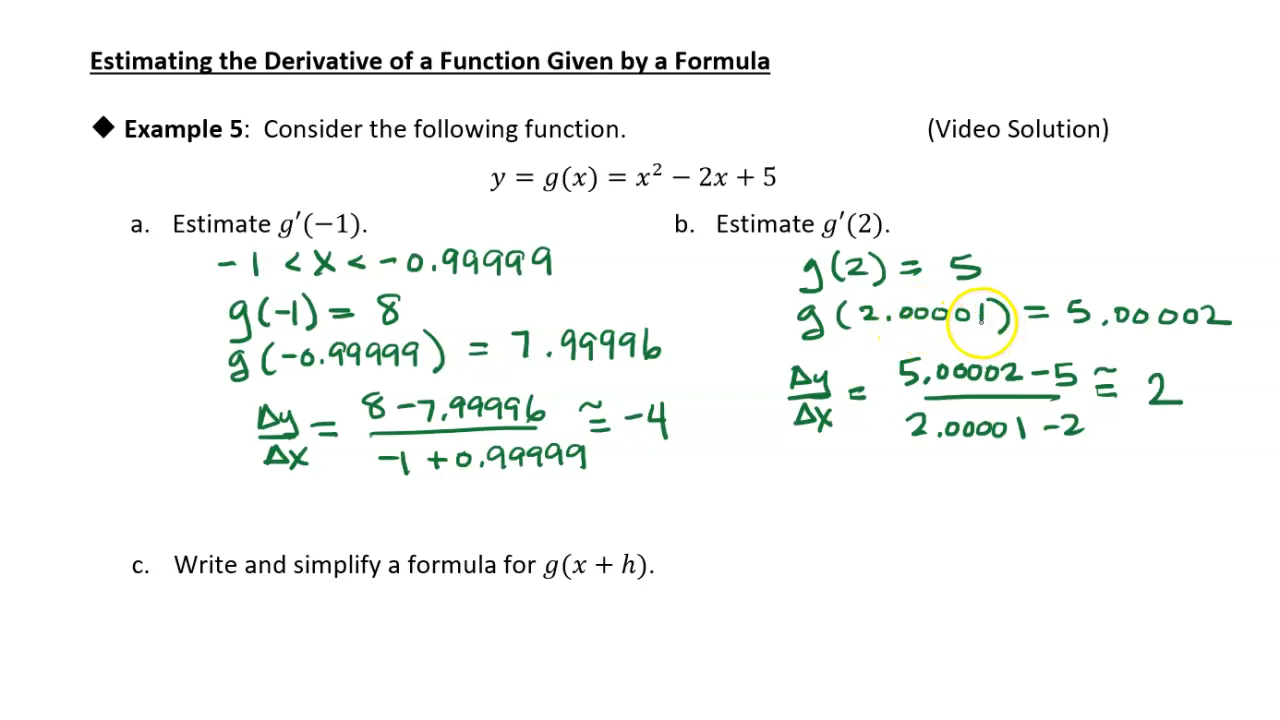 Estimating the Derivative of a Function Given by a Formula
◆ Example 5: Consider the following function. (Video Solution)
y = g(x) = x² − 2x + 5
a. Estimate g′(−1).
-1 < x < -0.99999
g(-1) = 8
g(-0.99999) = 7.99996
Δy/Δx = (8 - 7.99996)/(-1 + 0.99999) ≅ -4
b. Estimate g′(2).
g(2) = 5
g(2.00001) = 5.00002
Δy/Δx = (5.00002 - 5)/(2.00001 - 2) ≅ 2
c. Write and simplify a formula for g(x + h).